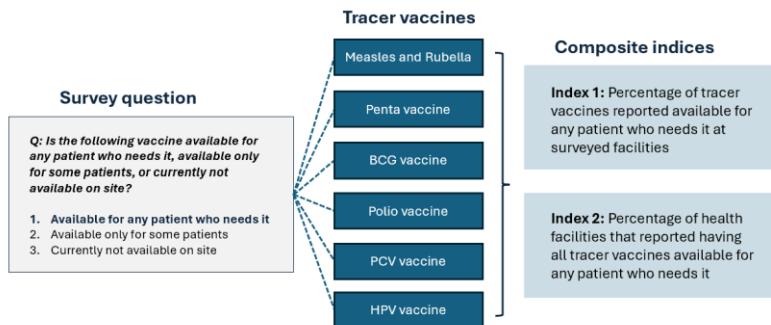 Survey question
Q: Is the following vaccine available for
any patient who needs it, available only
for some patients, or currently not
available on site?
1. Available for any patient who needs it
2. Available only for some patients
3. Currently not available on site
Tracer vaccines
Measles and Rubella
Penta vaccine
BCG vaccine
Polio vaccine
PCV vaccine
HPV vaccine
Composite indices
Index 1: Percentage of tracer
vaccines reported available for
any patient who needs it at
surveyed facilities
Index 2: Percentage of health
facilities that reported having
all tracer vaccines available for
any patient who needs it